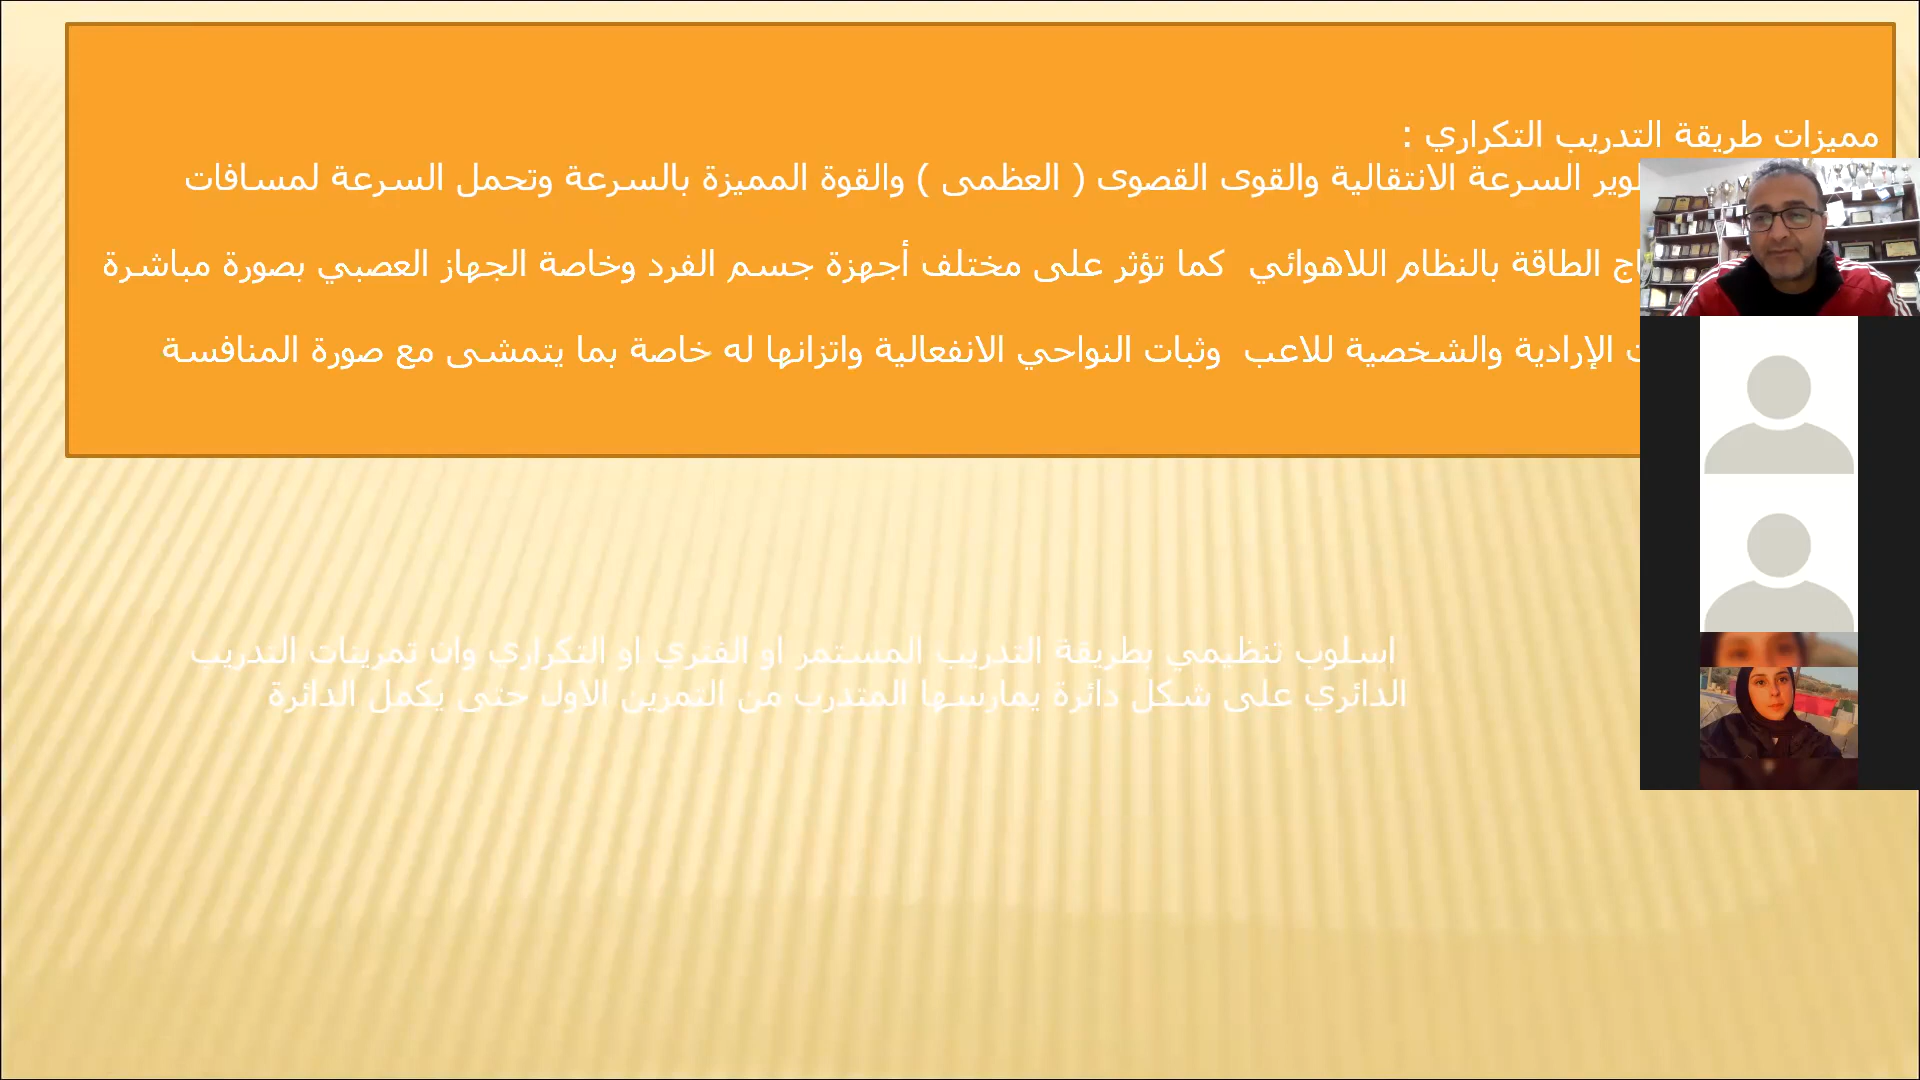 مميزات طريقة التدريب التكراري :
السرعة الانتقالية والقوى القصوى ( العظمى ) والقوة المميزة بالسرعة وتحمل السرعة لمسافات
الطاقة بالنظام اللاهوائي كما تؤثر على مختلف أجهزة جسم الفرد وخاصة الجهاز العصبي بصورة مباشرة
الإرادية والشخصية للاعب وثبات النواحي الانفعالية واتزانها له خاصة بما يتمشى مع صورة المنافسة
اسلوب تنظيمي بطريقة التدريب المستمر او الفتري او التكراري وان تمرينات التدريب
الدائري على شكل دائرة يمارسها المتدرب من التمرين الاول حتى يكمل الدائرة